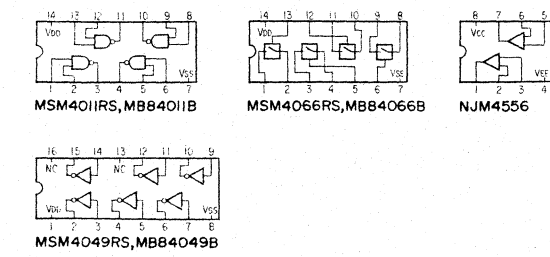 14 13 12 11 10 9 8
VDD
VSS
1 2 3 4 5 6 7
MSM4011RS, MB84011B
14 13 12 11 10 9 8
VDD
VSS
1 2 3 4 5 6 7
MSM4066RS, MB84066B
8 7 6 5
VCC
VEE
1 2 3 4
NJM4556
16 15 14 13 12 11 10 9
NC NC
VDD VSS
1 2 3 4 5 6 7 8
MSM4049RS, MB84049B